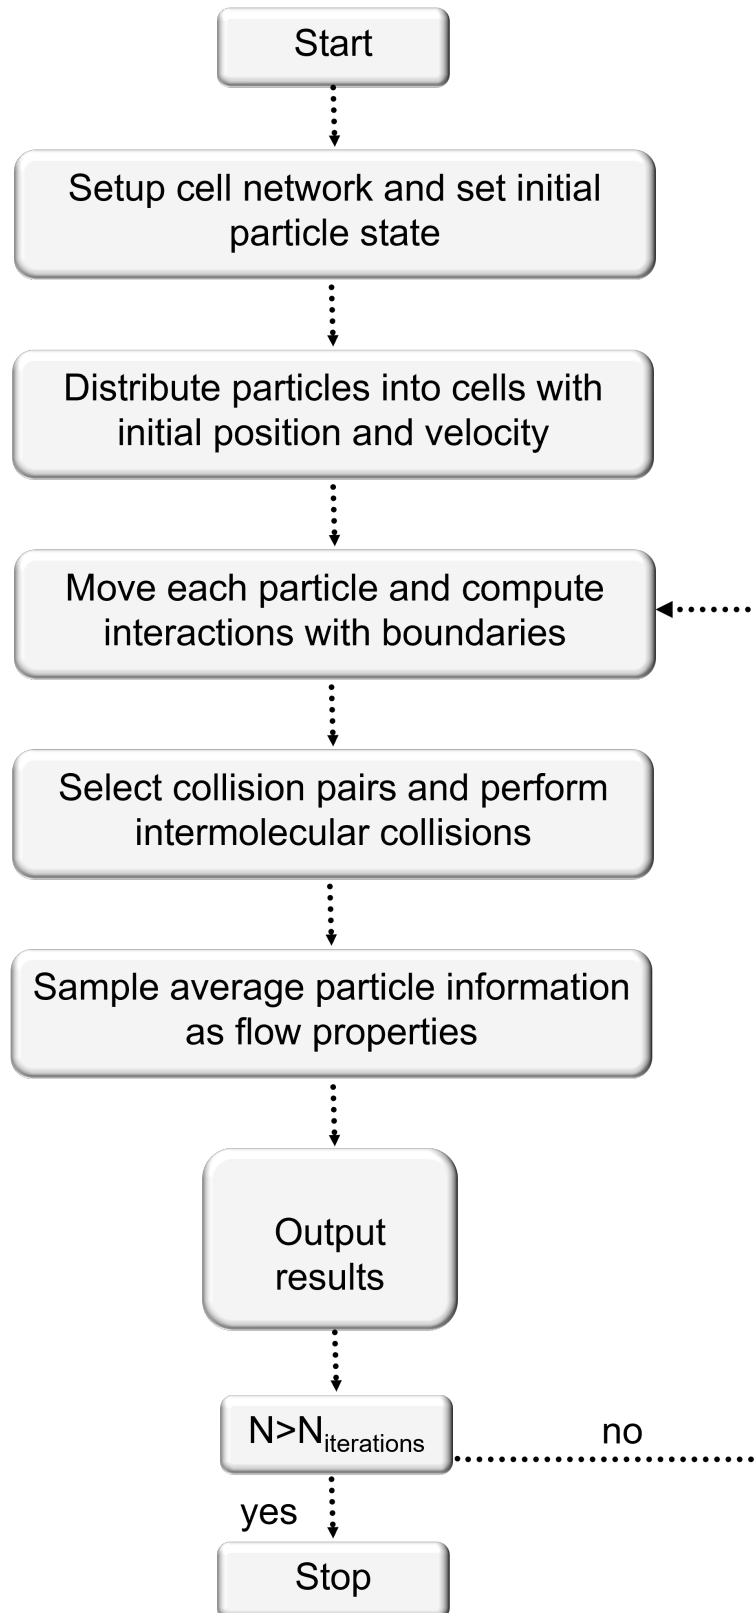 Start
Setup cell network and set initial
particle state
Distribute particles into cells with
initial position and velocity
Move each particle and compute
interactions with boundaries
Select collision pairs and perform
intermolecular collisions
Sample average particle information
as flow properties
Output
results
N>Niterations
no
yes
Stop